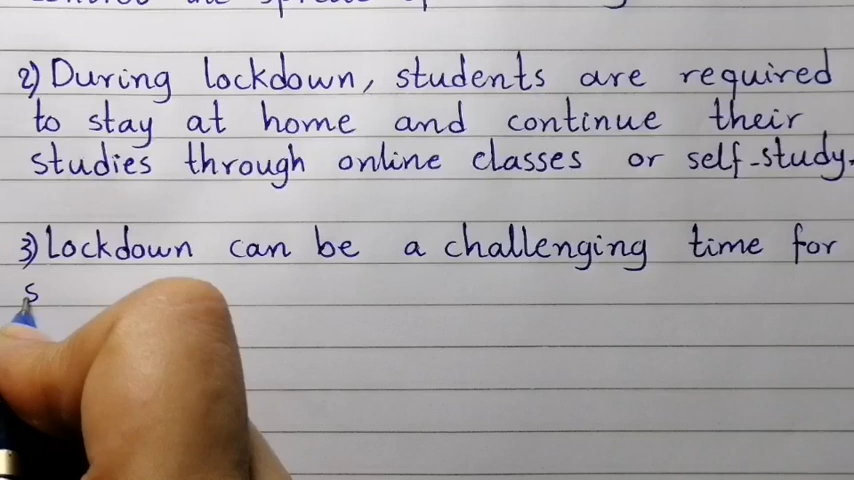 2) During lockdown, students are required
to stay at home and continue their
studies through online classes or self-study.
3) Lockdown can be a challenging time for
s